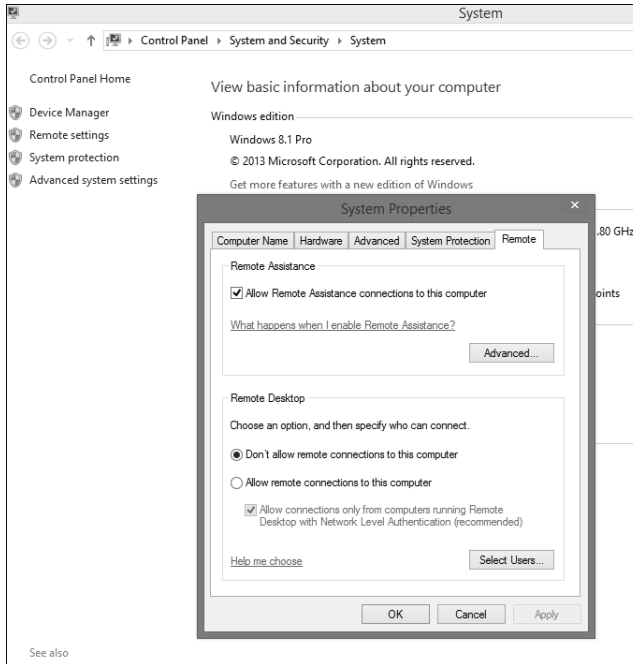 System
Control Panel
System and Security
System
Control Panel Home
Device Manager
Remote settings
System protection
Advanced system settings
View basic information about your computer
Windows edition
Windows 8.1 Pro
© 2013 Microsoft Corporation. All rights reserved.
Get more features with a new edition of Windows
.80 GHz
oints
System Properties
Computer Name
Hardware
Advanced
System Protection
Remote
Remote Assistance
Allow Remote Assistance connections to this computer
What happens when I enable Remote Assistance?
Advanced...
Remote Desktop
Choose an option, and then specify who can connect.
Don't allow remote connections to this computer
Allow remote connections to this computer
Allow connections only from computers running Remote
Desktop with Network Level Authentication (recommended)
Help me choose
Select Users...
OK
Cancel
Apply
See also